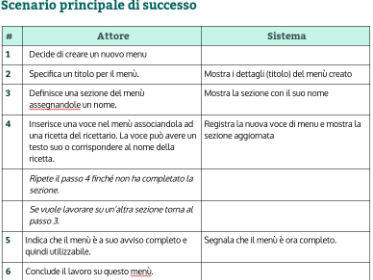 Scenario principale di successo
# Attore Sistema
1 Decide di creare un nuovo menu
2 Specifica un titolo per il menù. Mostra i dettagli (titolo) del menù creato
3 Definisce una sezione del menù Mostra la sezione con il suo nome
assegnandole un nome.
4 Inserisce una voce nel menù associandola ad Registra la nuova voce di menu e mostra la
una ricetta del ricettario. La voce può avere un sezione aggiornata
testo suo o corrispondere al nome della
ricetta.
Ripete il passo 4 finché non ha completato la
sezione.
Se vuole lavorare su un'altra sezione torna al
passo 3.
5 Indica che il menù è a suo avviso completo e Segnala che il menù è ora completo.
quindi utilizzabile.
6 Conclude il lavoro su questo menù.